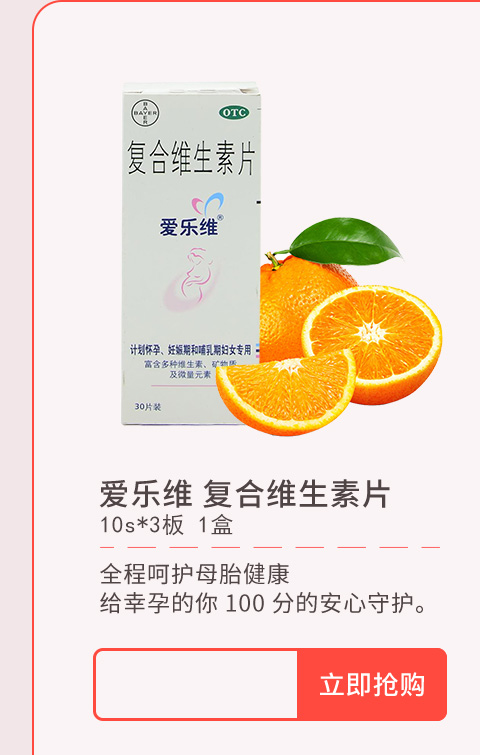 BAYER
BAYER
OTC
复合维生素片
爱乐维®
计划怀孕、妊娠期和哺乳期妇女专用
富含多种维生素、矿物质
及微量元素
30片装
爱乐维 复合维生素片
10s*3板 1盒
全程呵护母胎健康
给幸孕的你 100 分的安心守护。
立即抢购